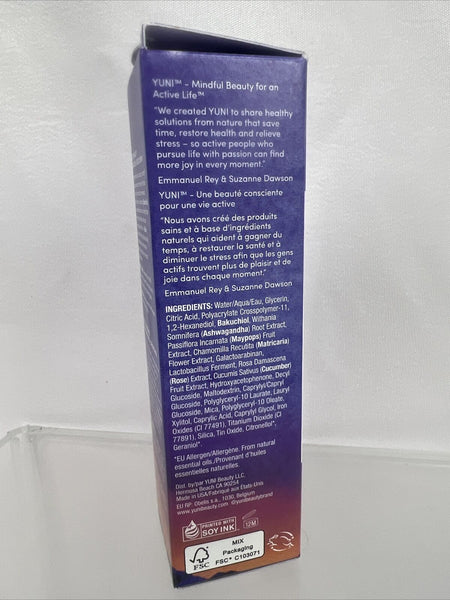 YUNI™ - Mindful Beauty for an
Active Life™
"We created YUNI to share healthy
solutions from nature that save
time, restore health and relieve
stress – so active people who
pursue life with passion can find
more joy in every moment."
Emmanuel Rey & Suzanne Dawson
YUNI™ - Une beauté consciente
pour une vie active
"Nous avons créé des produits
sains et à base d'ingrédients
naturels qui aident à gagner du
temps, à restaurer la santé et à
diminuer le stress afin que les gens
actifs trouvent plus de plaisir et de
joie dans chaque moment."
Emmanuel Rey & Suzanne Dawson
INGREDIENTS: Water/Aqua/Eau, Glycerin,
Citric Acid, Polyacrylate Crosspolymer-11,
1,2-Hexanediol, Bakuchiol, Withania
Somnifera (Ashwagandha) Root Extract,
Passiflora Incarnata (Maypops) Fruit
Extract, Chamomilla Recutita (Matricaria)
Flower Extract, Galactoarabinan,
Lactobacillus Ferment, Rosa Damascena
(Rose) Extract, Cucumis Sativus (Cucumber)
Fruit Extract, Hydroxyacetophenone, Decyl
Glucoside, Maltodextrin, Caprylyl/Capryl
Glucoside, Polyglyceryl-10 Laurate, Lauryl
Glucoside, Mica, Polyglyceryl-10 Oleate,
Xylitol, Caprylic Acid, Caprylyl Glycol, Iron
Oxides (CI 77491), Titanium Dioxide (CI
77891), Silica, Tin Oxide, Citronellol*,
Geraniol*.
*EU Allergen/Allergène: From natural
essential oils /Provenant d'huiles
essentielles naturelles.
Dist. by/par YUNI Beauty LLC,
Hermosa Beach CA 90254
Made in USA/Fabriqué aux États-Unis
EU RP: Obelis s.a., 1030, Belgium
www.yunibeauty.com @yunibeautybrand
PRINTED WITH
SOY INK
12M
FSC
MIX
Packaging
FSC® C103071